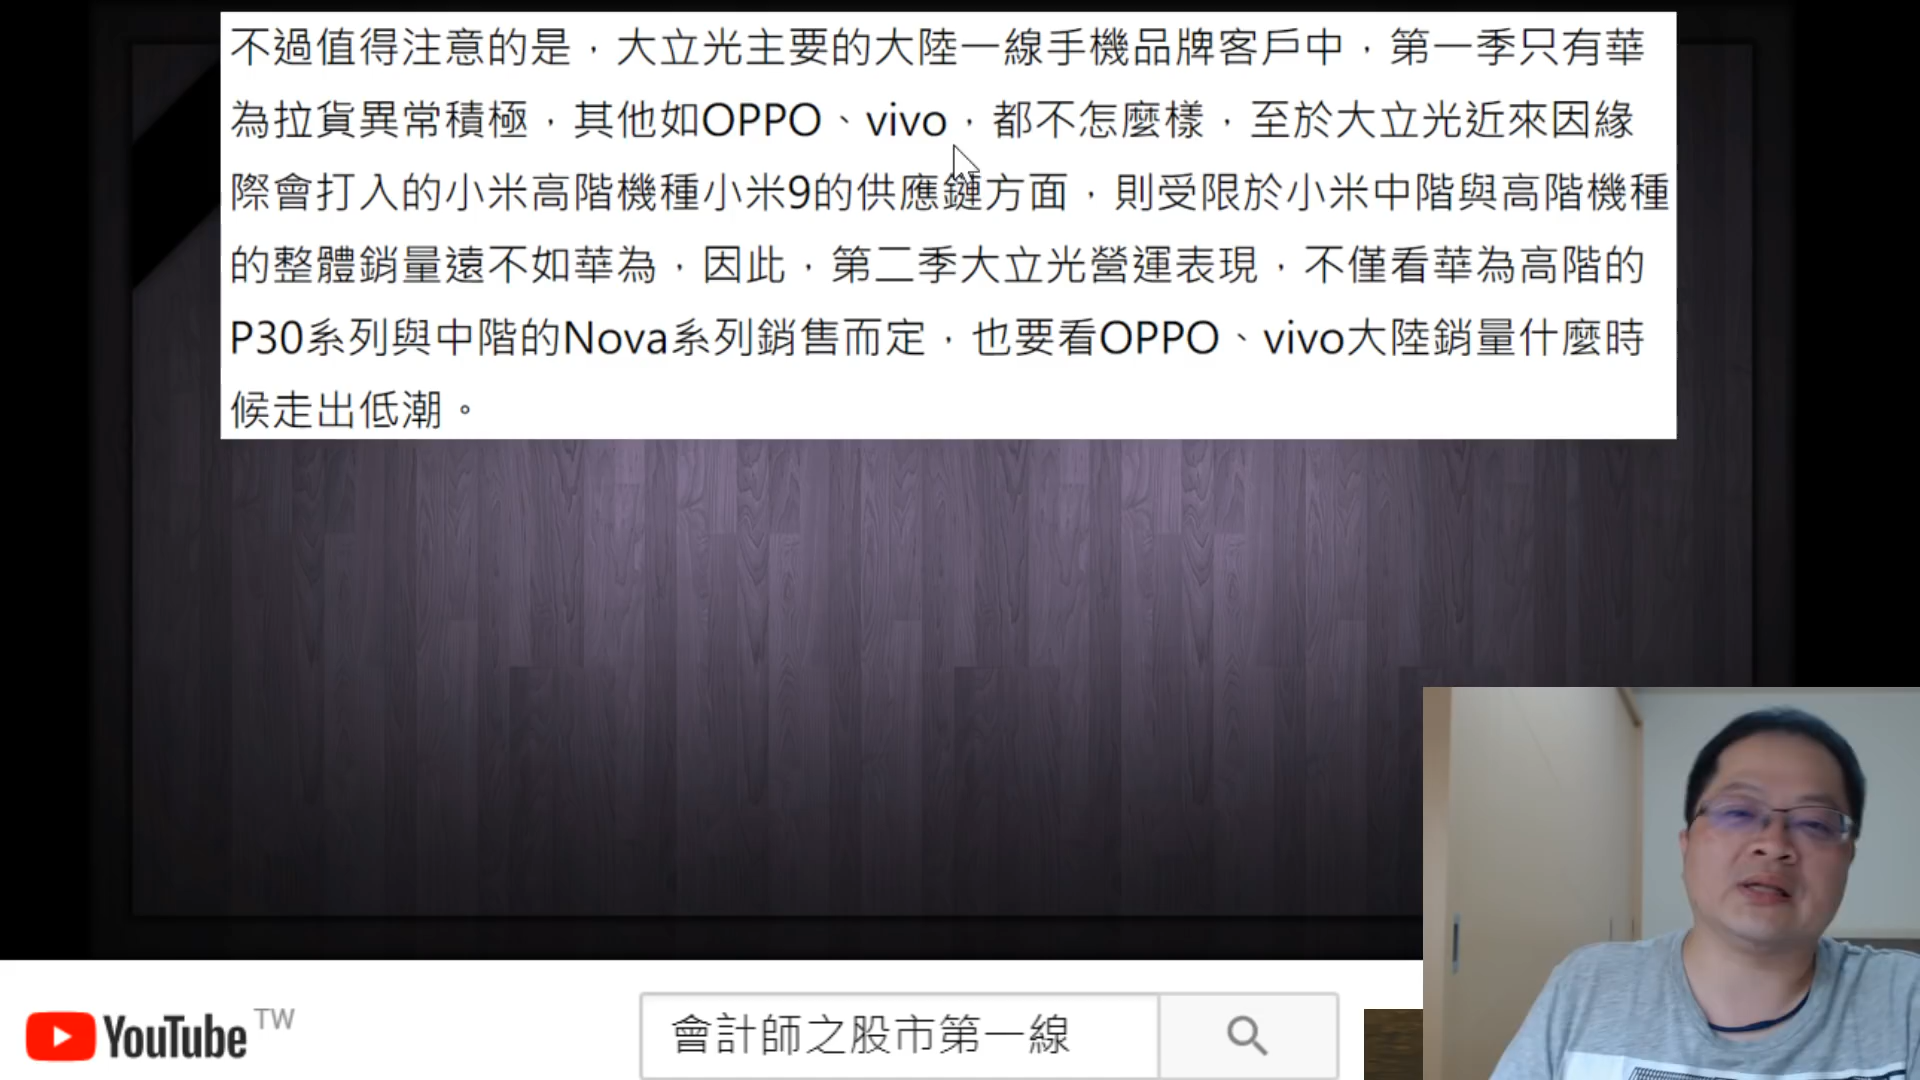 不過值得注意的是，大立光主要的大陸一線手機品牌客戶中，第一季只有華
為拉貨異常積極，其他如OPPO、vivo，都不怎麼樣，至於大立光近來因緣
際會打入的小米高階機種小米9的供應鏈方面，則受限於小米中階與高階機種
的整體銷量遠不如華為，因此，第二季大立光營運表現，不僅看華為高階的
P30系列與中階的Nova系列銷售而定，也要看OPPO、vivo大陸銷量什麼時
候走出低潮。
YouTube TW
會計師之股市第一線